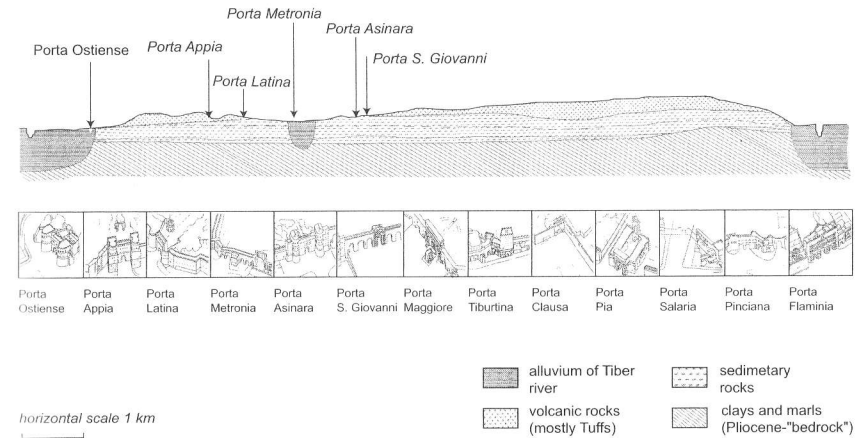 Porta Metronia
Porta Asinara
Porta Ostiense
Porta Appia
Porta S. Giovanni
Porta Latina
Porta
Ostiense
Porta
Appia
Porta
Latina
Porta
Metronia
Porta
Asinara
Porta
S. Giovanni
Porta
Maggiore
Porta
Tiburtina
Porta
Clausa
Porta
Pia
Porta
Salaria
Porta
Pinciana
Porta
Flaminia
alluvium of Tiber
river
sedimetary
rocks
volcanic rocks
(mostly Tuffs)
clays and marls
(Pliocene-"bedrock")
horizontal scale 1 km